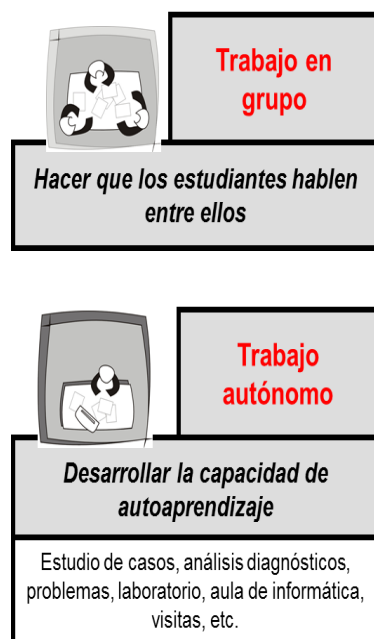 Trabajo en
grupo
Hacer que los estudiantes hablen
entre ellos
Trabajo
autónomo
Desarrollar la capacidad de
autoaprendizaje
Estudio de casos, análisis diagnósticos,
problemas, laboratorio, aula de informática,
visitas, etc.